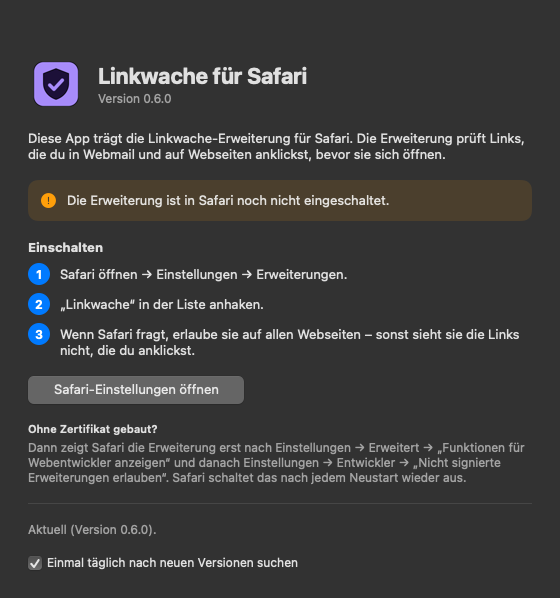 Linkwache für Safari
Version 0.6.0
Diese App trägt die Linkwache-Erweiterung für Safari. Die Erweiterung prüft Links,
die du in Webmail und auf Webseiten anklickst, bevor sie sich öffnen.
! Die Erweiterung ist in Safari noch nicht eingeschaltet.
Einschalten
1 Safari öffnen → Einstellungen → Erweiterungen.
2 „Linkwache“ in der Liste anhaken.
3 Wenn Safari fragt, erlaube sie auf allen Webseiten – sonst sieht sie die Links
nicht, die du anklickst.
Safari-Einstellungen öffnen
Ohne Zertifikat gebaut?
Dann zeigt Safari die Erweiterung erst nach Einstellungen → Erweitert → „Funktionen für
Webentwickler anzeigen“ und danach Einstellungen → Entwickler → „Nicht signierte
Erweiterungen erlauben“. Safari schaltet das nach jedem Neustart wieder aus.
Aktuell (Version 0.6.0).
Einmal täglich nach neuen Versionen suchen